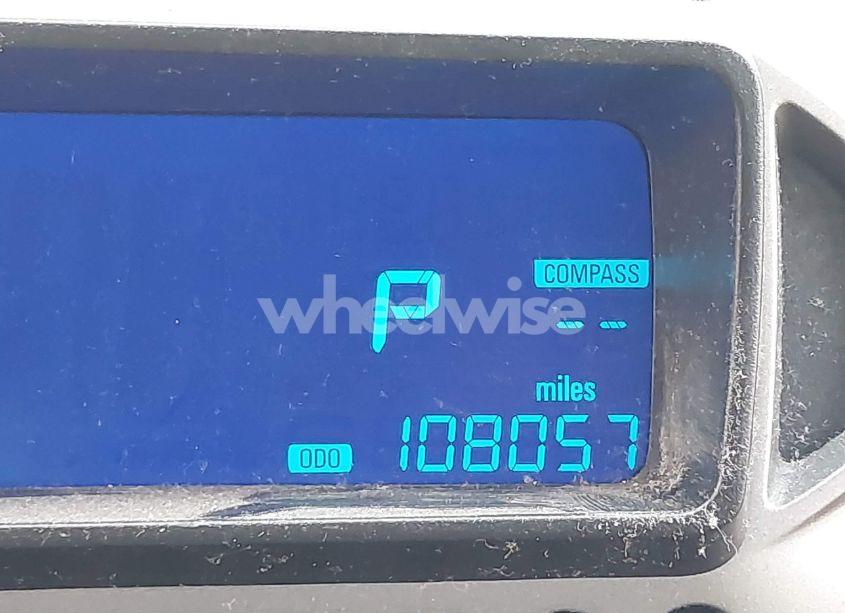 COMPASS
P
wheelwise
--
miles
ODO 108057